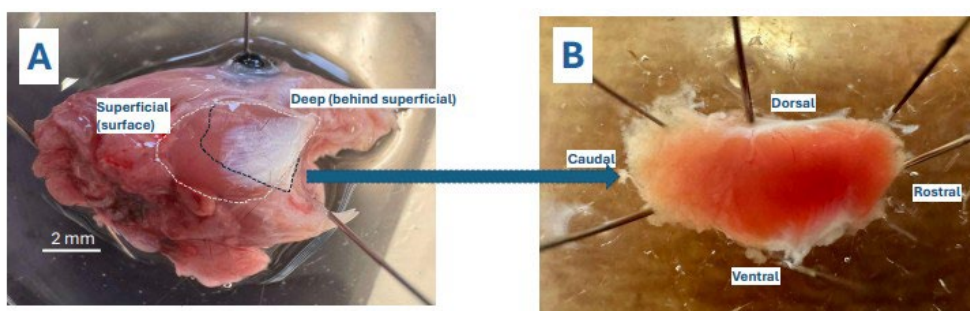 A
Superficial
(surface)
Deep (behind superficial)
2 mm
B
Dorsal
Caudal
Rostral
Ventral